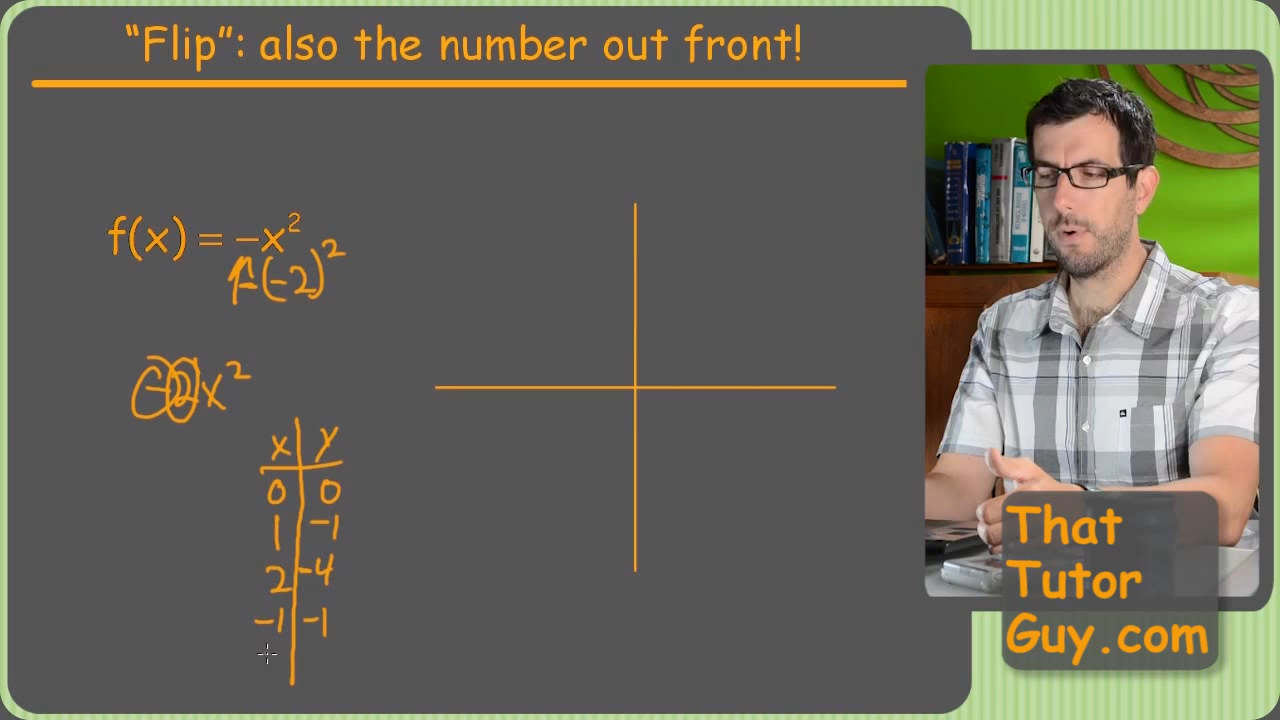 “Flip”: also the number out front!
f(x) = –x²
-(-2)²
-2x²
x y
0 0
1 -1
2 -4
-1 -1
That
Tutor
Guy.com